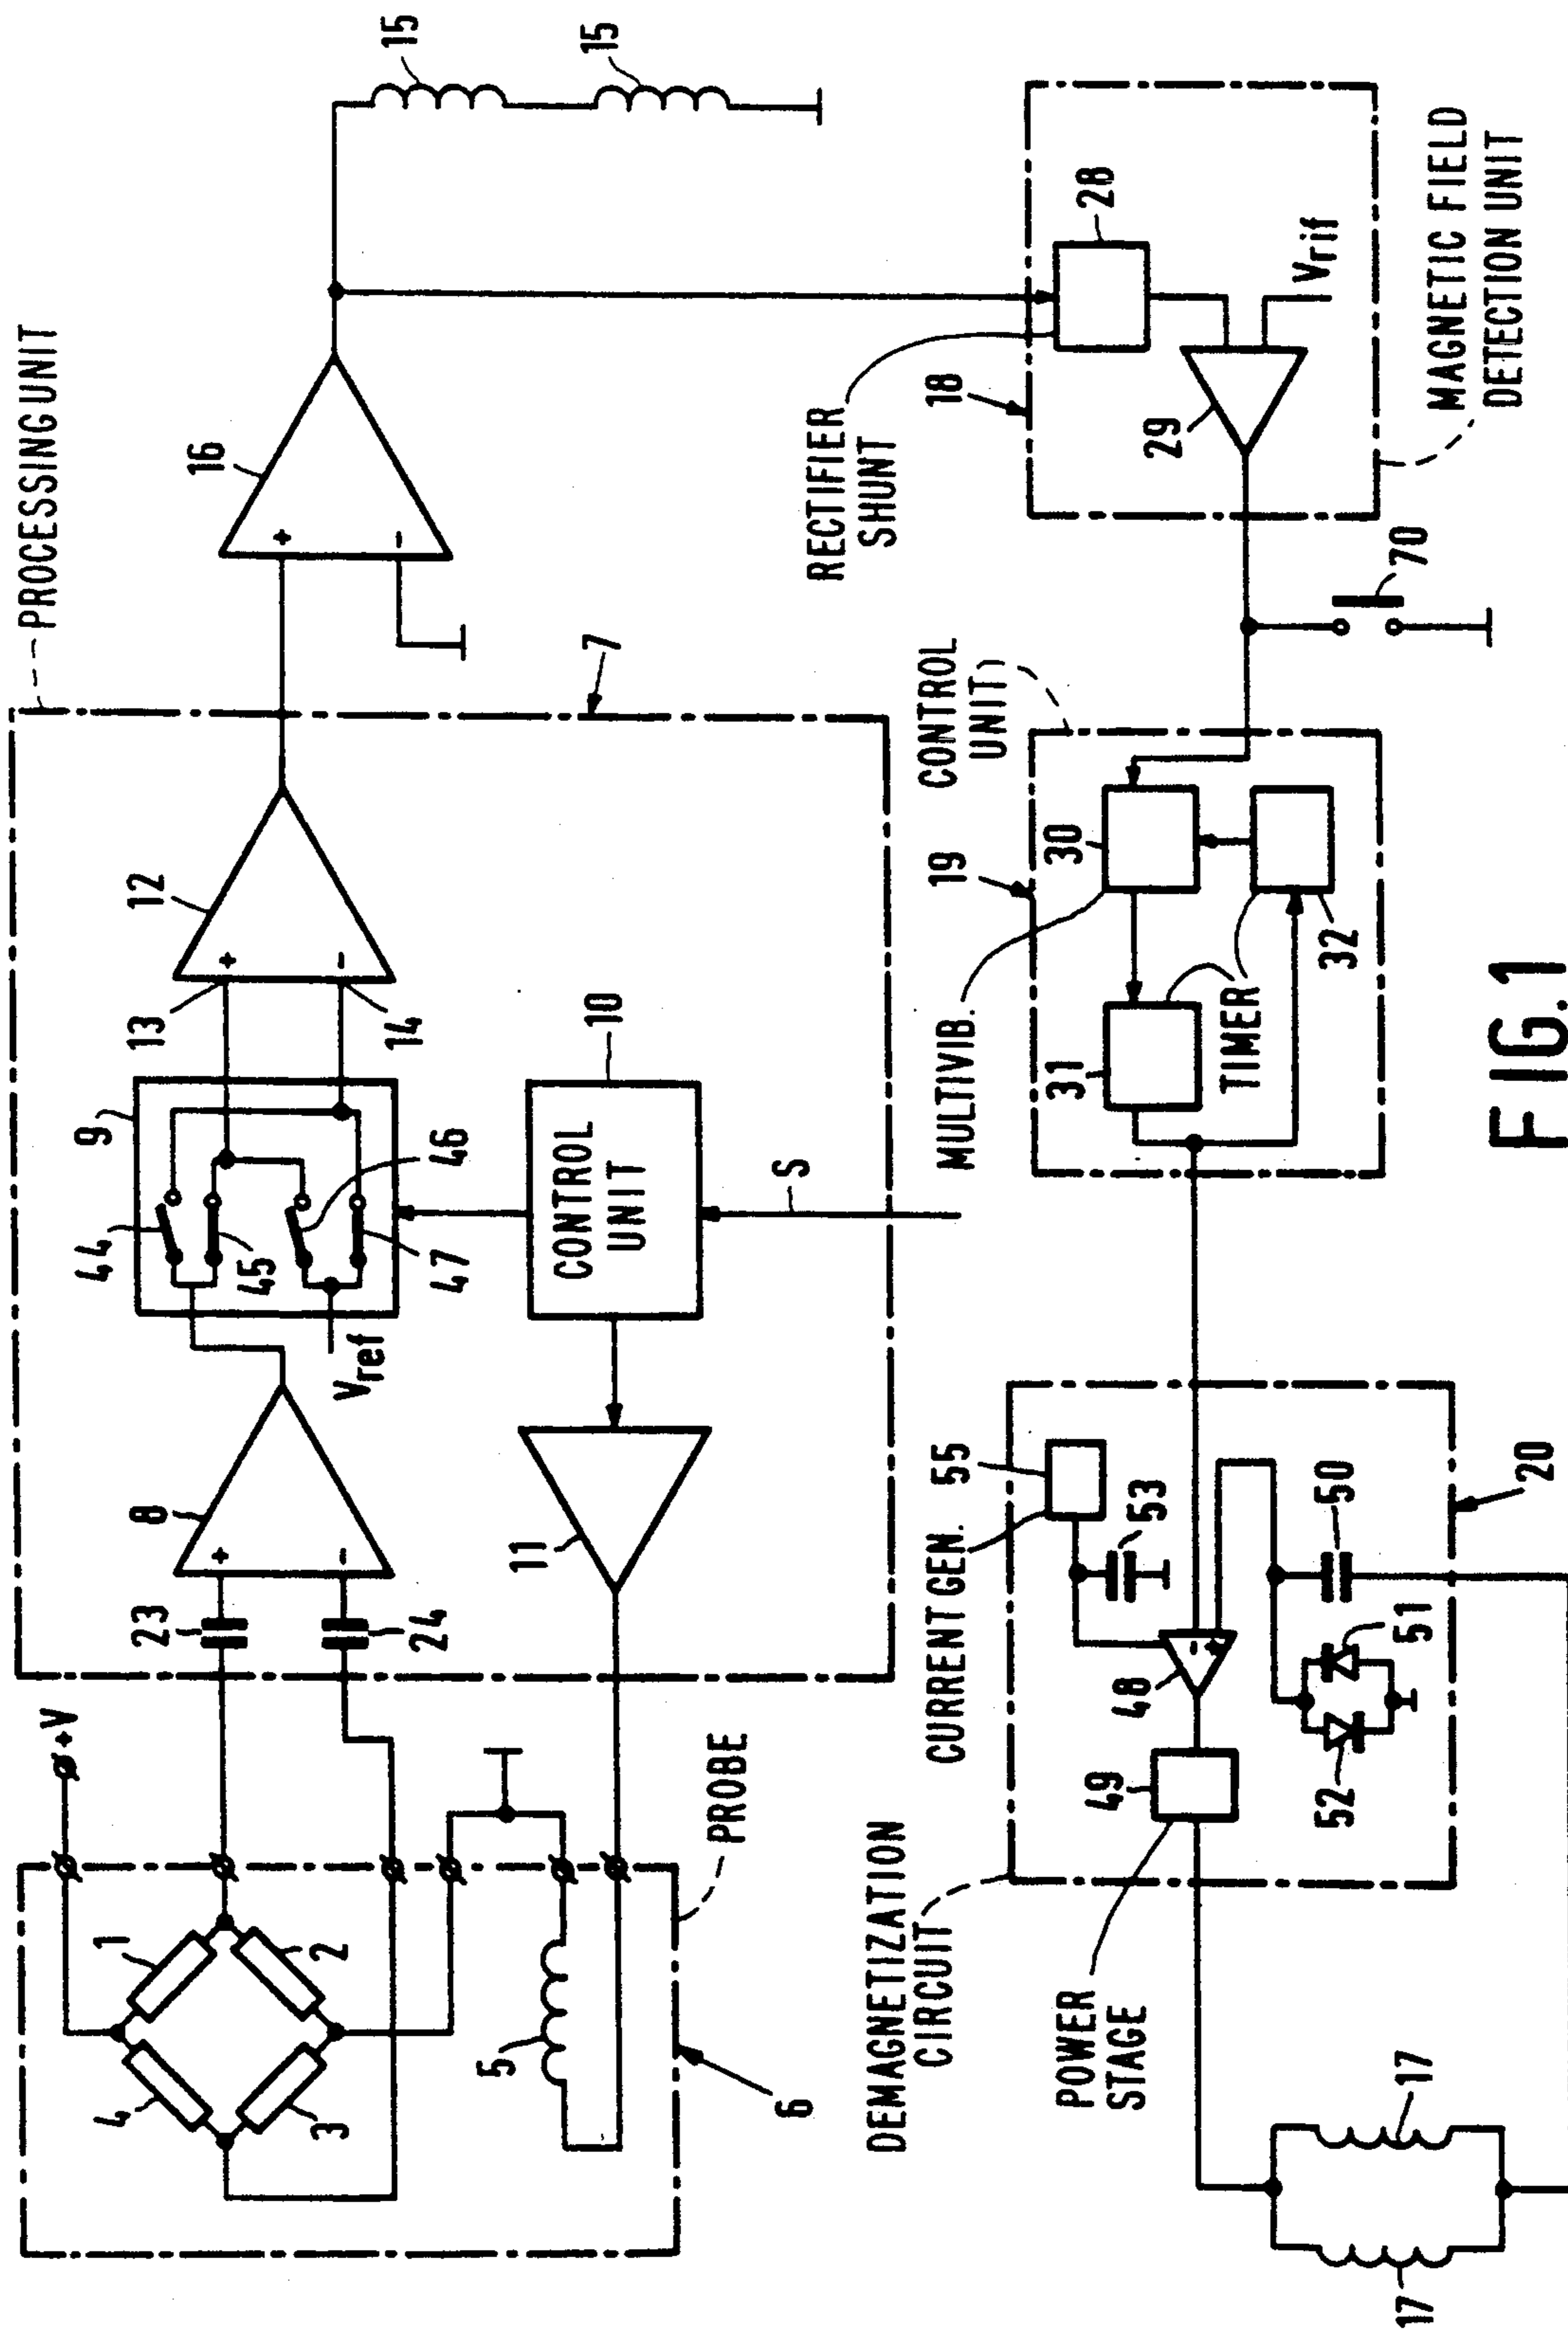 PROCESSING UNIT
15
15
16
+
-
7
12
13
+
-
14
9
44
45
46
47
Vref
10
CONTROL
UNIT
S
8
+
-
23
24
11
+V
PROBE
1
2
3
4
5
6
RECTIFIER
SHUNT
18
28
29
Vrif
MAGNETIC FIELD
DETECTION UNIT
70
CONTROL
UNIT
19
30
31
32
MULTIVIB.
TIMER
CURRENT GEN.
55
53
50
20
48
-
+
49
51
52
DEMAGNETIZATION
CIRCUIT
POWER
STAGE
17
17
FIG.1